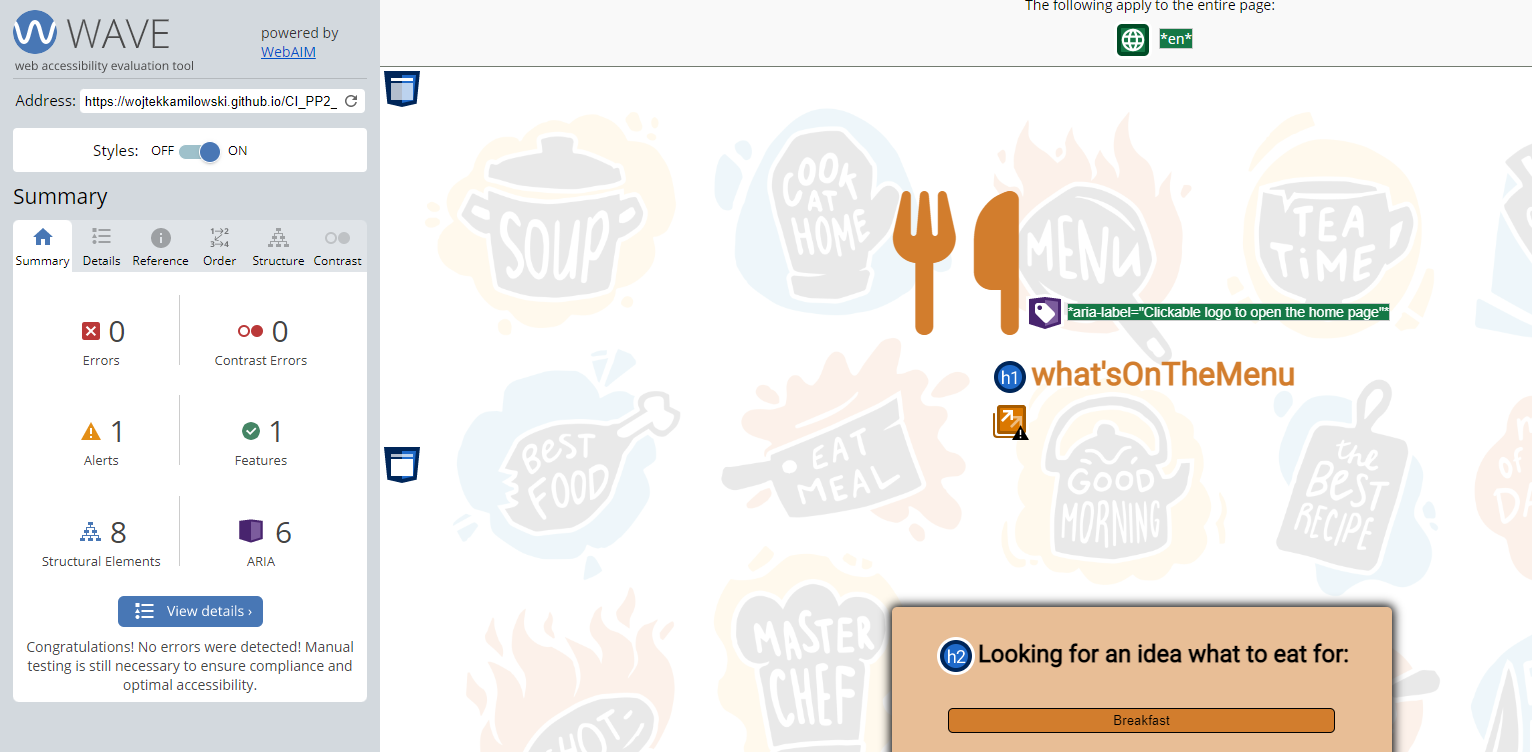 WAVE
powered by
WebAIM
web accessibility evaluation tool
Address: https://wojtekkamilowski.github.io/CI_PP2_
Styles: OFF ON
Summary
Summary Details Reference Order Structure Contrast
0
Errors
0
Contrast Errors
1
Alerts
1
Features
8
Structural Elements
6
ARIA
View details ›
Congratulations! No errors were detected! Manual
testing is still necessary to ensure compliance and
optimal accessibility.
The following apply to the entire page:
*en*
SOUP
COOK
AT
HOME
MENU
TEA
TiME
*aria-label="Clickable logo to open the home page"*
h1 what'sOnTheMenu
BEST
FOOD
EAT
MEAL
GOOD
MORNING
the
BEST
RECIPE
of
MASTER
CHEF
HOT
h2 Looking for an idea what to eat for:
Breakfast